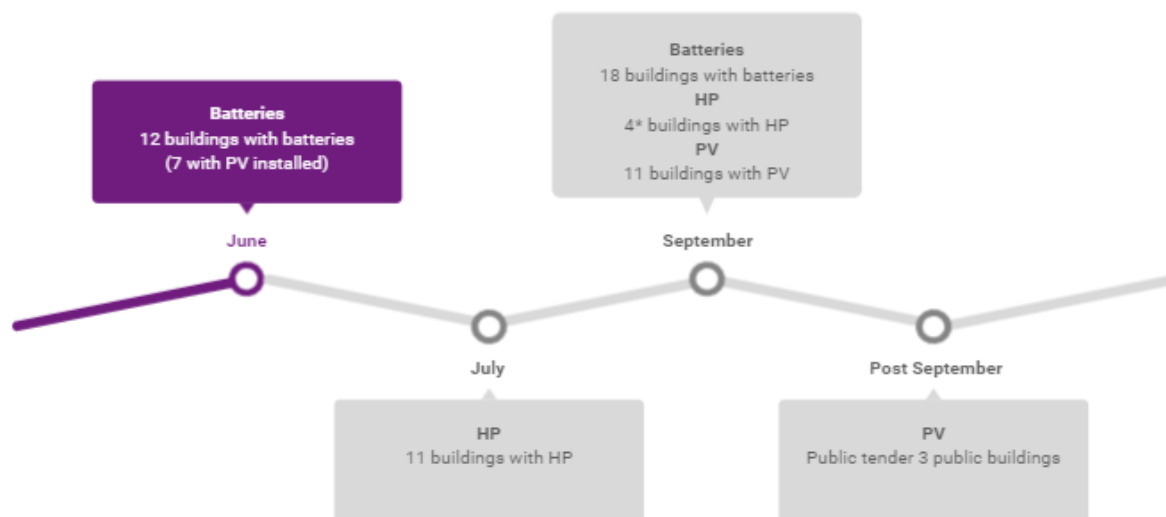 Batteries
12 buildings with batteries
(7 with PV installed)
June
July
HP
11 buildings with HP
Batteries
18 buildings with batteries
HP
4* buildings with HP
PV
11 buildings with PV
September
Post September
PV
Public tender 3 public buildings